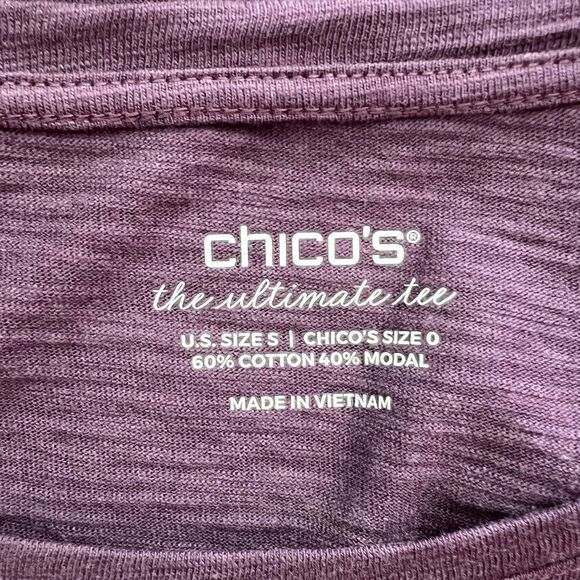 chico's®
the ultimate tee
U.S. SIZE S | CHICO'S SIZE 0
60% COTTON 40% MODAL
MADE IN VIETNAM